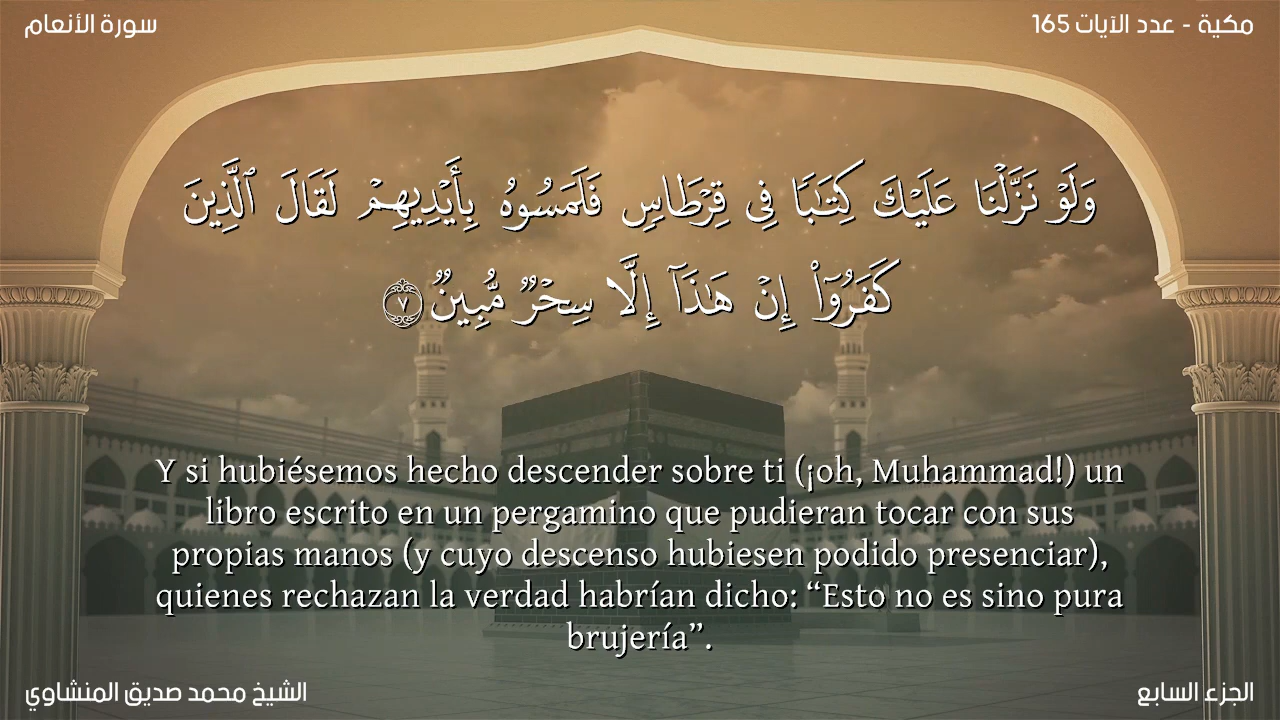 سورة الأنعام
مكية - عدد الآيات 165
وَلَوْ نَزَّلْنَا عَلَيْكَ كِتَٰبًا فِى قِرْطَاسٍ فَلَمَسُوهُ بِأَيْدِيهِمْ لَقَالَ ٱلَّذِينَ
كَفَرُوٓا۟ إِنْ هَٰذَآ إِلَّا سِحْرٌ مُّبِينٌ ٧
Y si hubiésemos hecho descender sobre ti (¡oh, Muhammad!) un
libro escrito en un pergamino que pudieran tocar con sus
propias manos (y cuyo descenso hubiesen podido presenciar),
quienes rechazan la verdad habrían dicho: “Esto no es sino pura
brujería”.
الشيخ محمد صديق المنشاوي
الجزء السابع